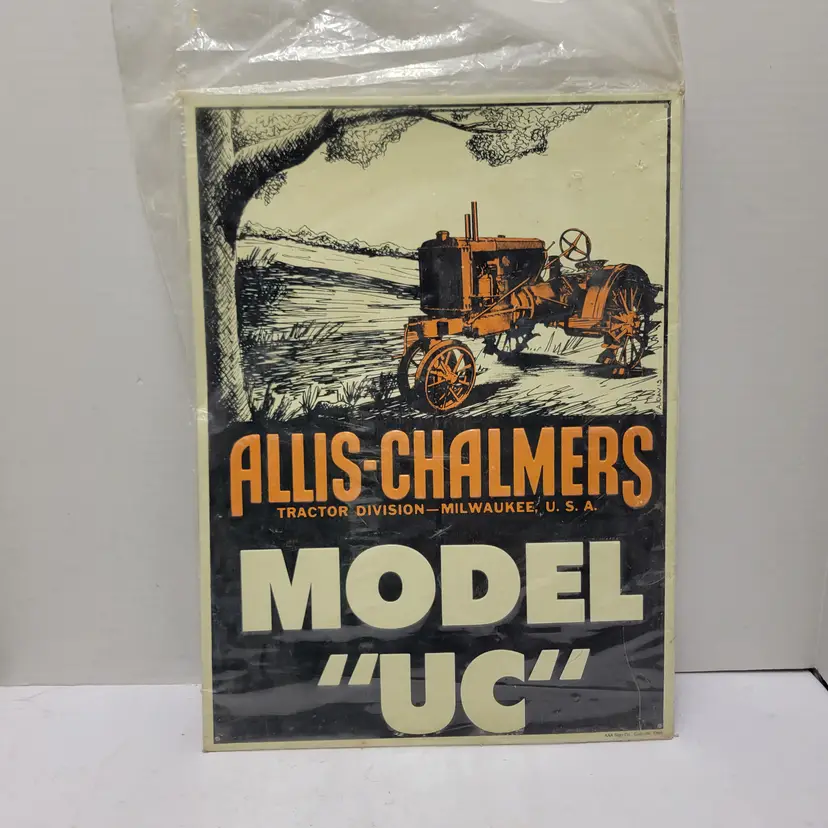 ALLIS-CHALMERS
TRACTOR DIVISION—MILWAUKEE, U. S. A.
MODEL
"UC"